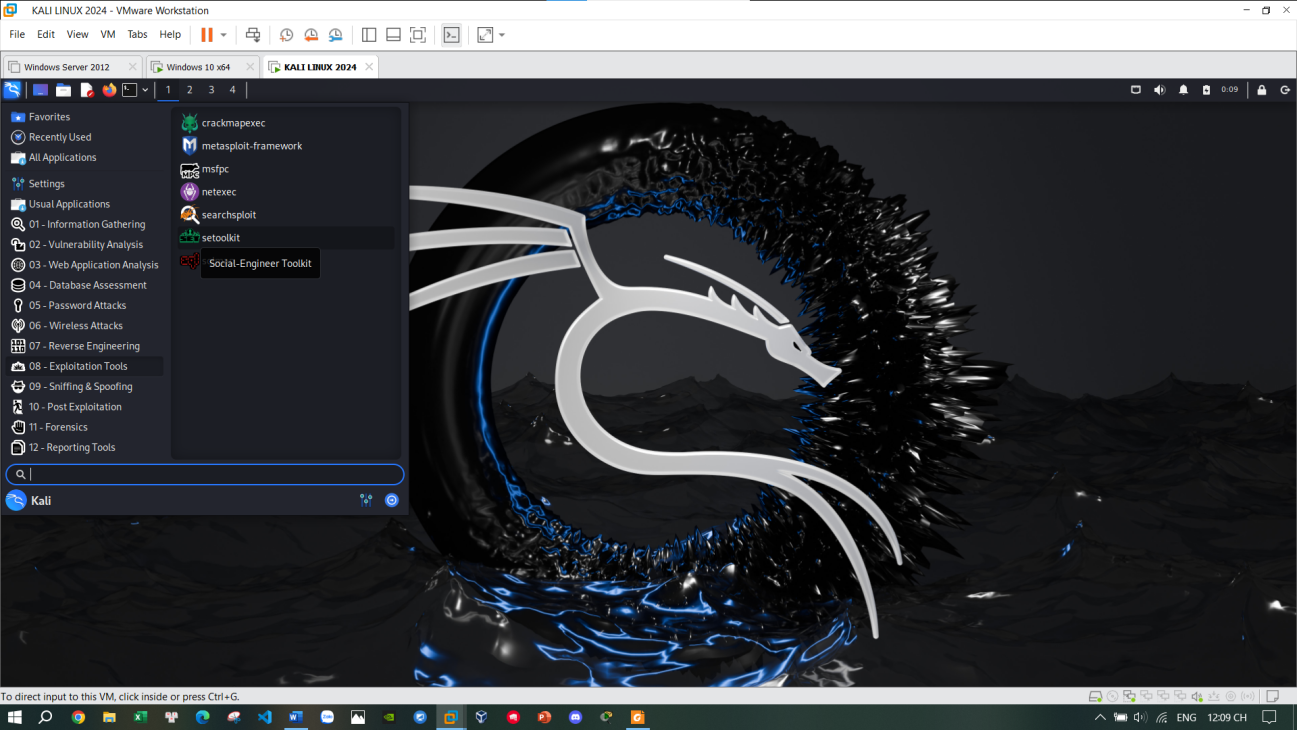 KALI LINUX 2024 - VMware Workstation
File Edit View VM Tabs Help
Windows Server 2012
Windows 10 x64
KALI LINUX 2024
1 2 3 4
0:09
Favorites
Recently Used
All Applications
Settings
Usual Applications
01 - Information Gathering
02 - Vulnerability Analysis
03 - Web Application Analysis
04 - Database Assessment
05 - Password Attacks
06 - Wireless Attacks
07 - Reverse Engineering
08 - Exploitation Tools
09 - Sniffing & Spoofing
10 - Post Exploitation
11 - Forensics
12 - Reporting Tools
crackmapexec
metasploit-framework
msfpc
netexec
searchsploit
setoolkit
Social-Engineer Toolkit
Kali
To direct input to this VM, click inside or press Ctrl+G.
ENG 12:09 CH